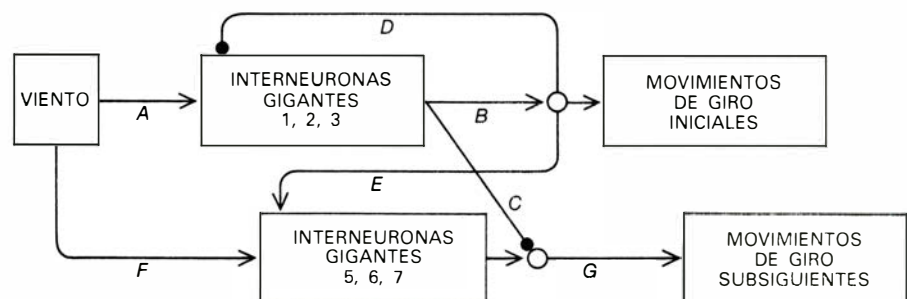 D
VIENTO
A
INTERNEURONAS
GIGANTES
1, 2, 3
B
MOVIMIENTOS
DE GIRO
INICIALES
E
C
F
INTERNEURONAS
GIGANTES
5, 6, 7
G
MOVIMIENTOS
DE GIRO
SUBSIGUIENTES